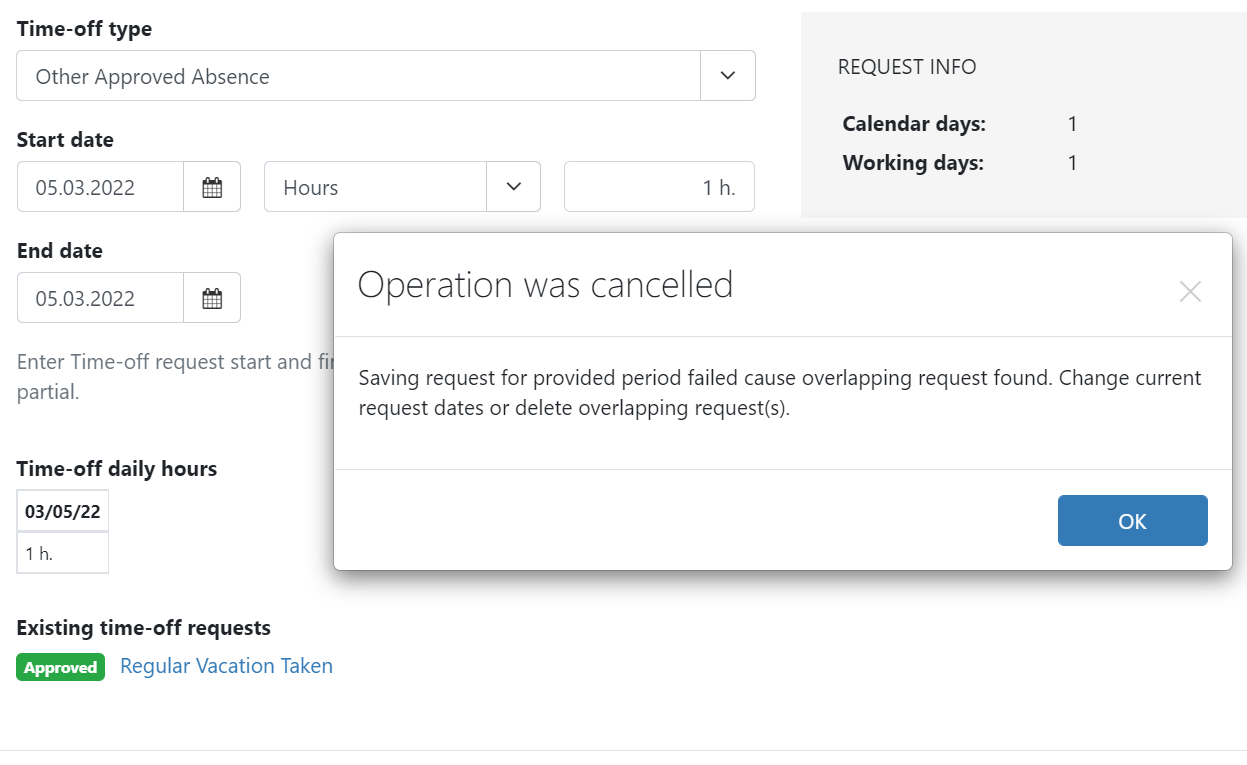 Time-off type
Other Approved Absence
REQUEST INFO
Calendar days: 1
Working days: 1
Start date
05.03.2022
Hours
1 h.
End date
05.03.2022
Enter Time-off request start and
partial.
Operation was cancelled
Saving request for provided period failed cause overlapping request found. Change current
request dates or delete overlapping request(s).
OK
Time-off daily hours
03/05/22
1 h.
Existing time-off requests
Approved
Regular Vacation Taken